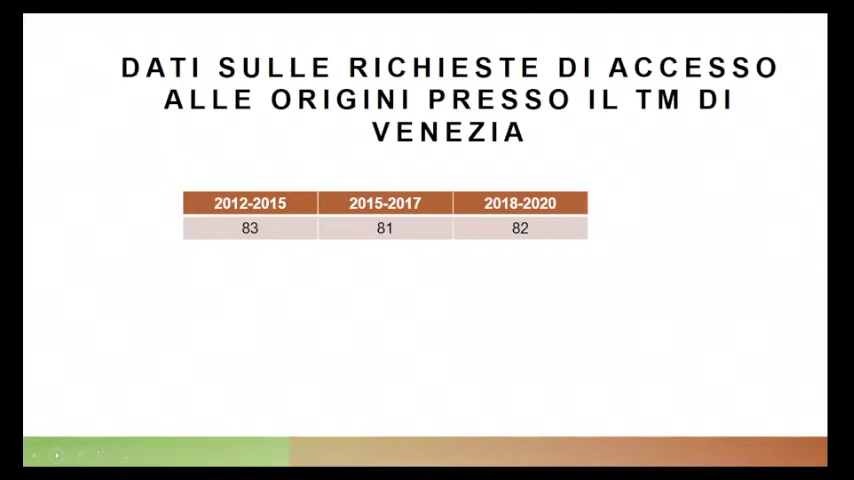 DATI SULLE RICHIESTE DI ACCESSO
ALLE ORIGINI PRESSO IL TM DI
VENEZIA
2012-2015 2015-2017 2018-2020
83 81 82